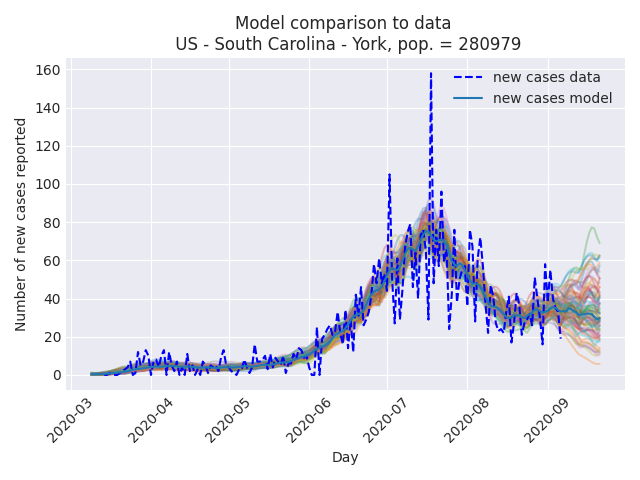 Model comparison to data
US - South Carolina - York, pop. = 280979
new cases data
new cases model
Number of new cases reported
160
140
120
100
80
60
40
20
0
2020-03
2020-04
2020-05
2020-06
2020-07
2020-08
2020-09
Day